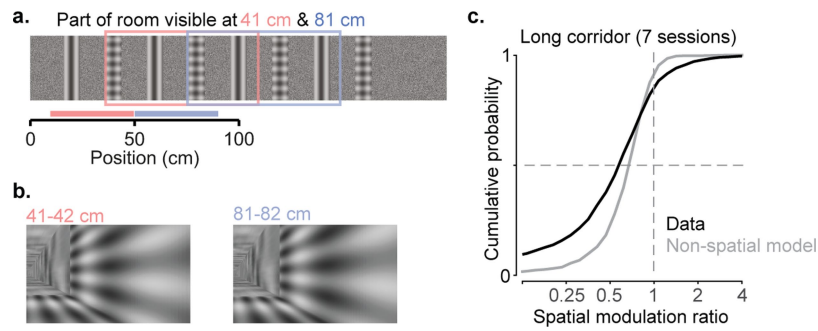 a.
Part of room visible at 41 cm & 81 cm
0 50 100
Position (cm)
b.
41-42 cm
81-82 cm
c.
Long corridor (7 sessions)
Cumulative probability
1
0
Data
Non-spatial model
0.25 0.5 1 2 4
Spatial modulation ratio